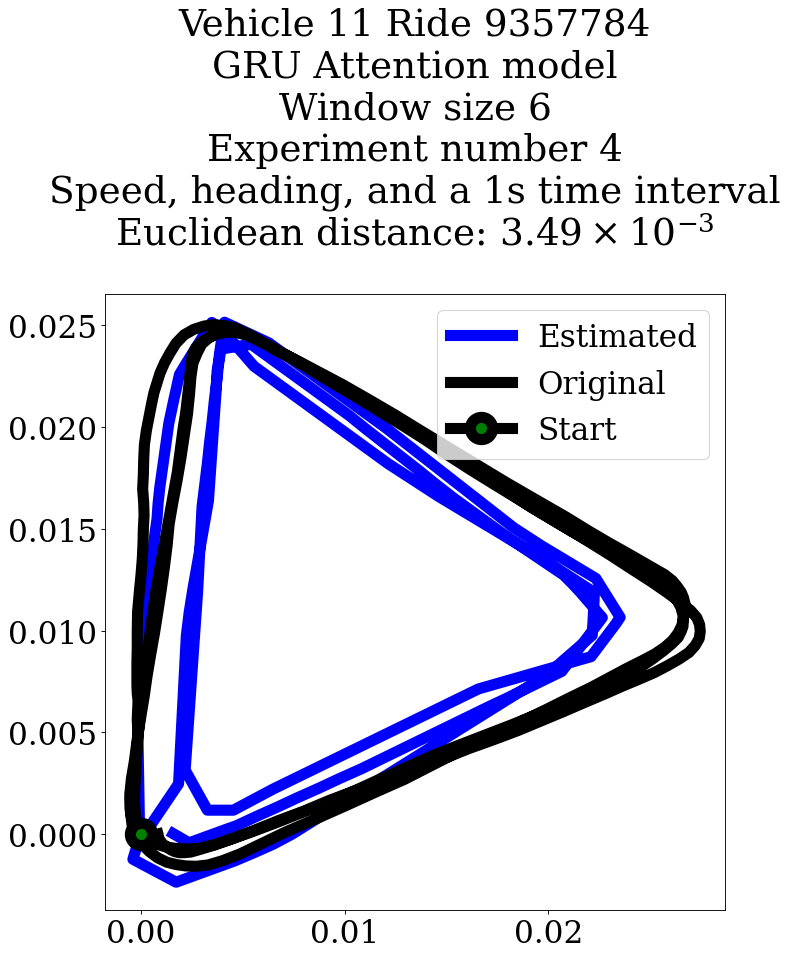 Vehicle 11 Ride 9357784
GRU Attention model
Window size 6
Experiment number 4
Speed, heading, and a 1s time interval
Euclidean distance: 3.49 × 10⁻³
Estimated
Original
Start
0.025
0.020
0.015
0.010
0.005
0.000
0.00 0.01 0.02